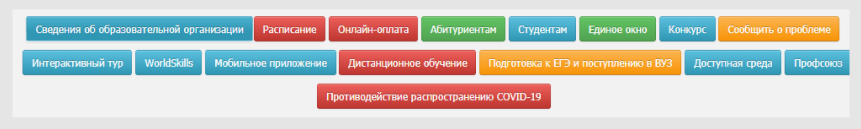 Сведения об образовательной организации Расписание Онлайн-оплата Абитуриентам Студентам Единое окно Конкурс Сообщить о проблеме
Интерактивный тур WorldSkills Мобильное приложение Дистанционное обучение Подготовка к ЕГЭ и поступлению в ВУЗ Доступная среда Профсоюз
Противодействие распространению COVID-19